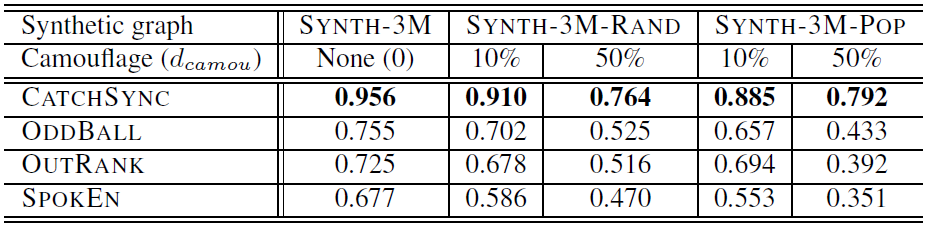 Synthetic graph SYNTH-3M SYNTH-3M-RAND SYNTH-3M-POP
Camouflage (d_camou) None (0) 10% 50% 10% 50%
CATCHSYNC 0.956 0.910 0.764 0.885 0.792
ODDBALL 0.755 0.702 0.525 0.657 0.433
OUTRANK 0.725 0.678 0.516 0.694 0.392
SPOKEN 0.677 0.586 0.470 0.553 0.351